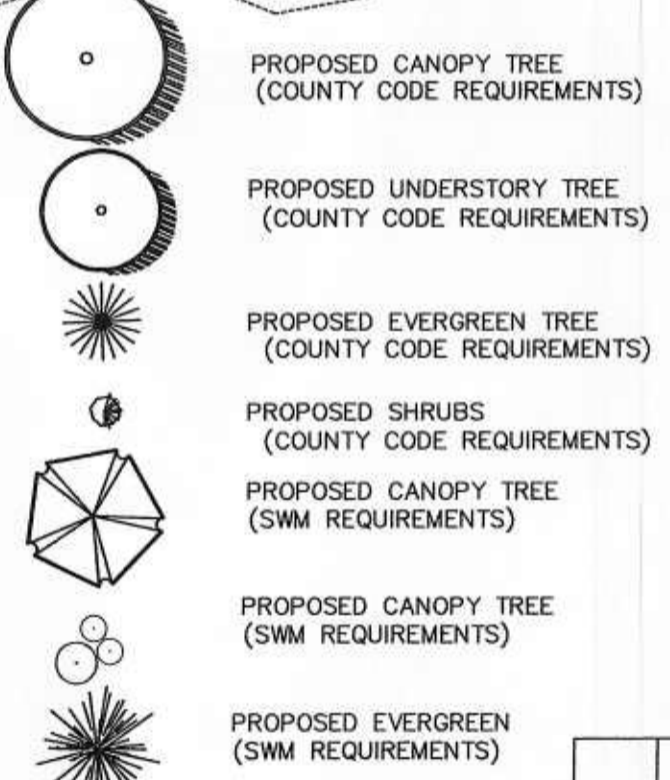 PROPOSED CANOPY TREE
(COUNTY CODE REQUIREMENTS)
PROPOSED UNDERSTORY TREE
(COUNTY CODE REQUIREMENTS)
PROPOSED EVERGREEN TREE
(COUNTY CODE REQUIREMENTS)
PROPOSED SHRUBS
(COUNTY CODE REQUIREMENTS)
PROPOSED CANOPY TREE
(SWM REQUIREMENTS)
PROPOSED CANOPY TREE
(SWM REQUIREMENTS)
PROPOSED EVERGREEN
(SWM REQUIREMENTS)